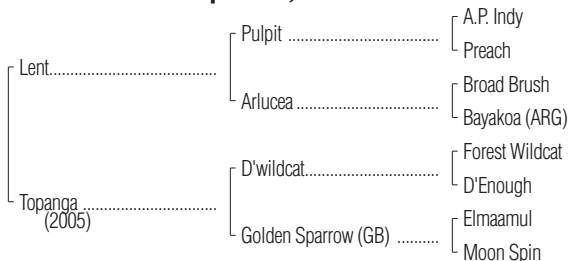 A.P. Indy
Pulpit
Preach
Lent
Broad Brush
Arlucea
Bayakoa (ARG)
Forest Wildcat
D'wildcat
D'Enough
Topanga
(2005)
Elmaamul
Golden Sparrow (GB)
Moon Spin